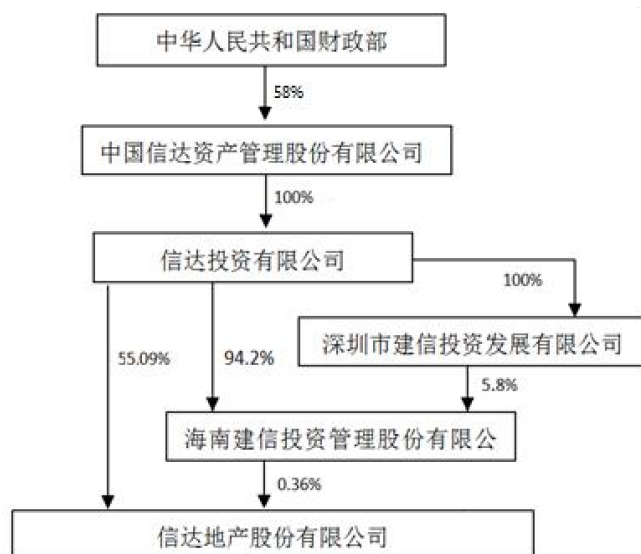 中华人民共和国财政部
58%
中国信达资产管理股份有限公司
100%
信达投资有限公司
100%
深圳市建信投资发展有限公司
55.09%
94.2%
5.8%
海南建信投资管理股份有限公
0.36%
信达地产股份有限公司